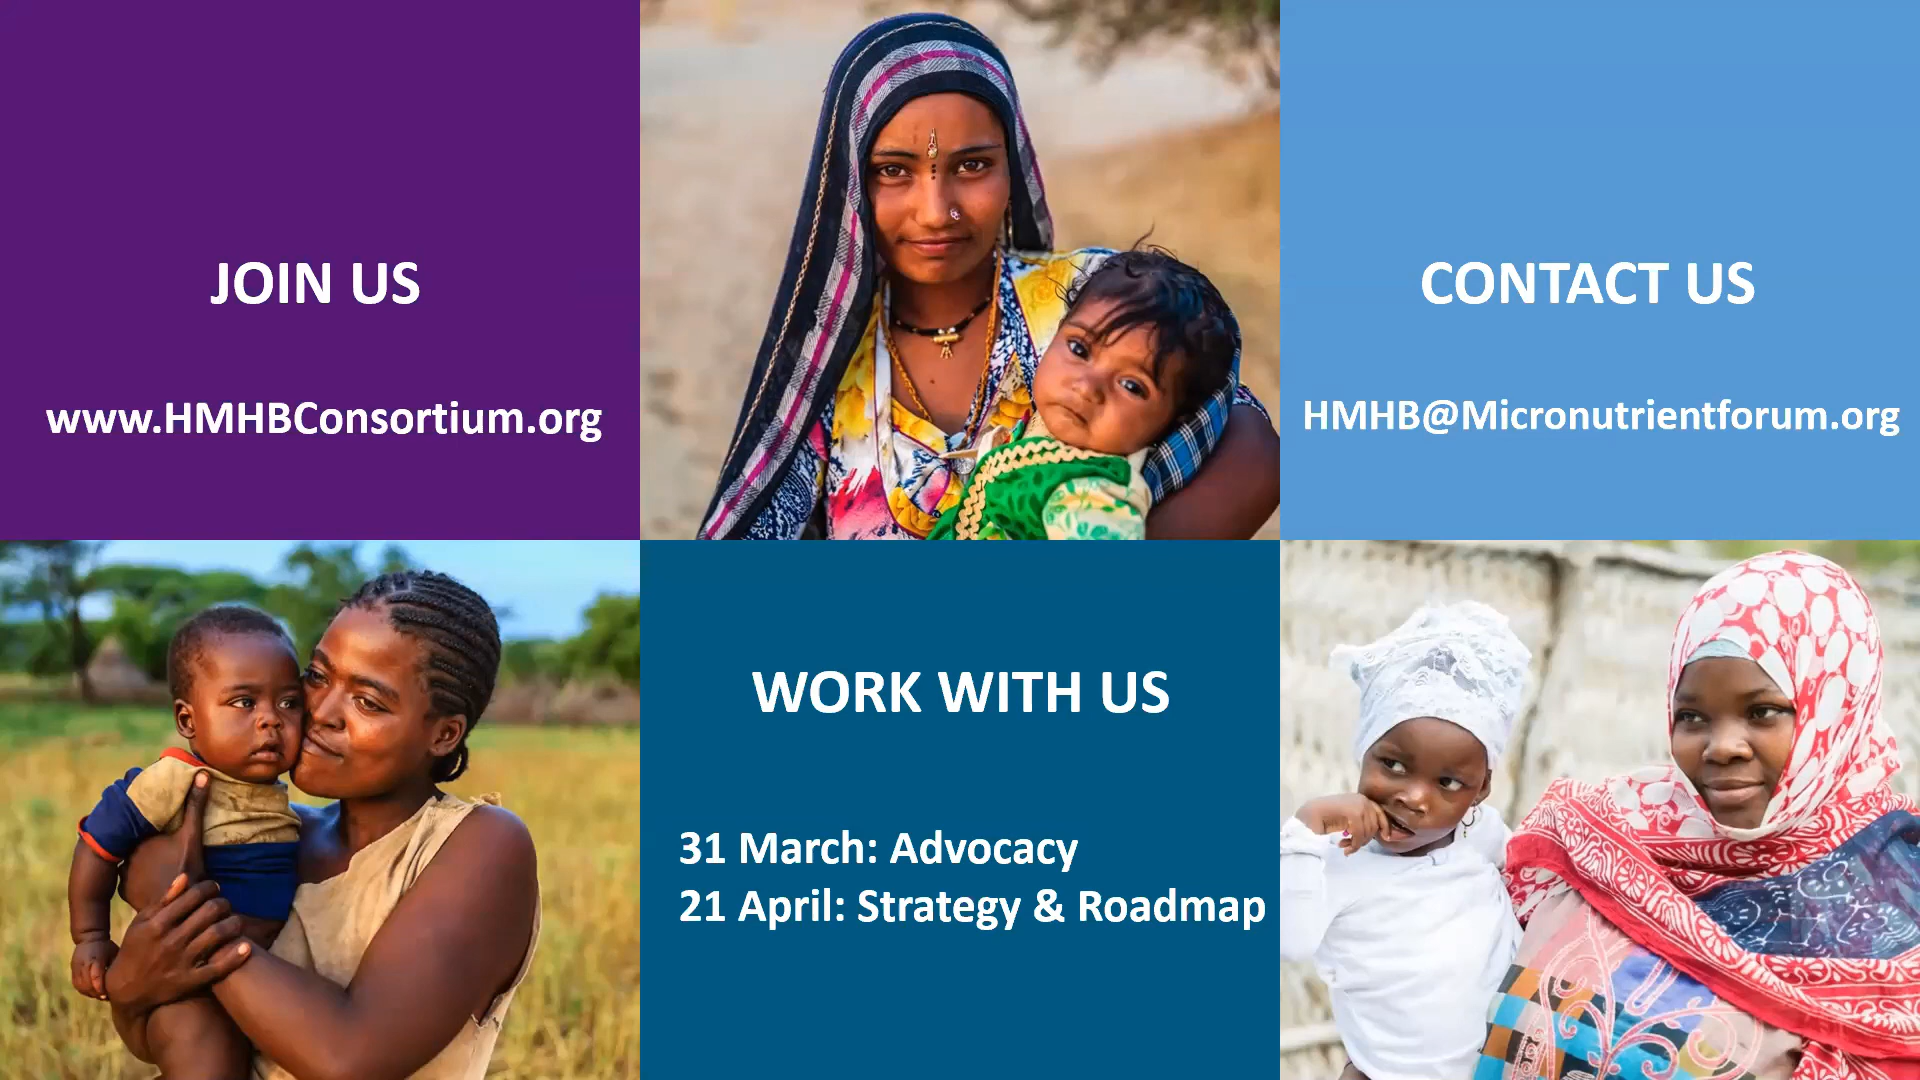 JOIN US
www.HMHBConsortium.org
CONTACT US
HMHB@Micronutrientforum.org
WORK WITH US
31 March: Advocacy
21 April: Strategy & Roadmap